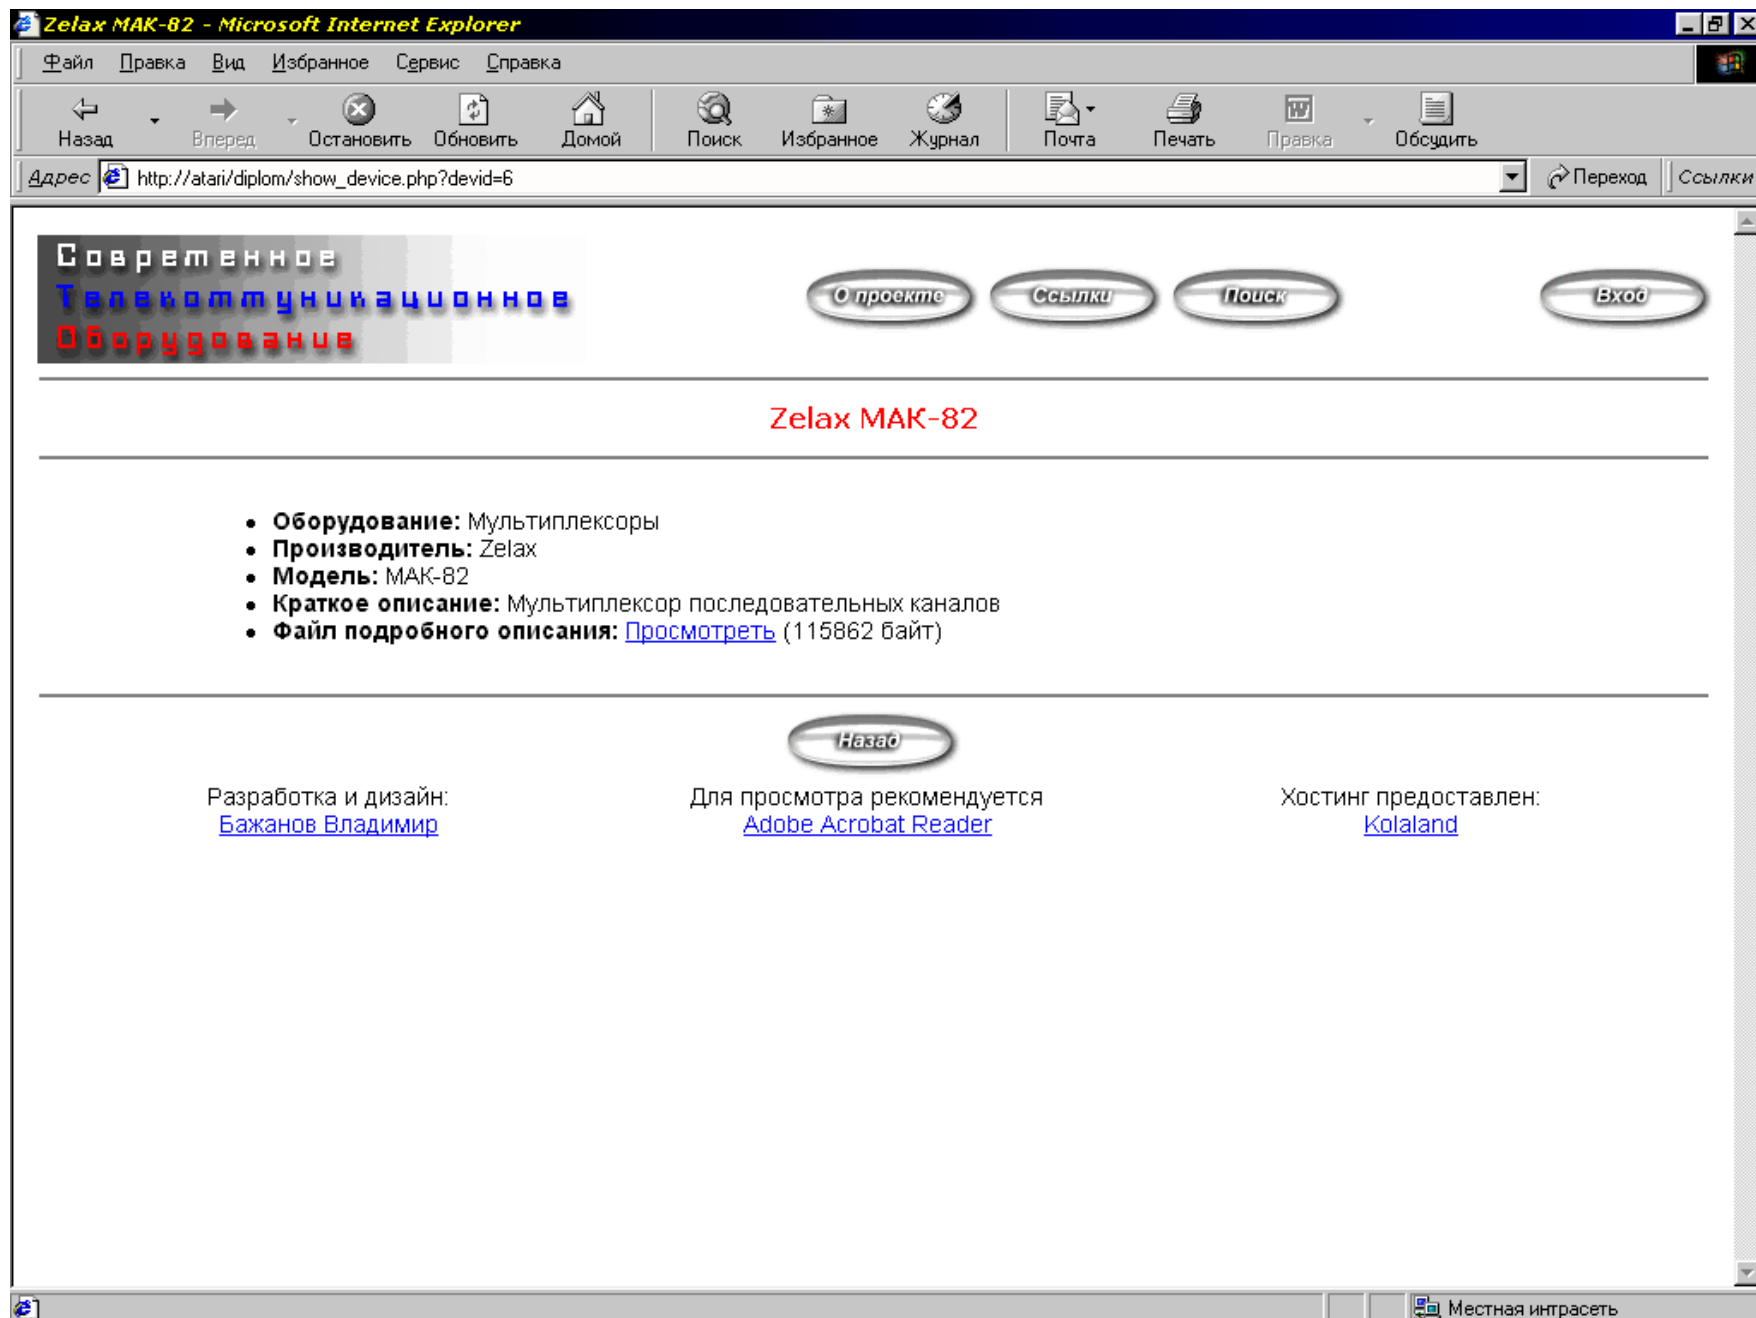 Zelax МАК-82 - Microsoft Internet Explorer
Файл Правка Вид Избранное Сервис Справка
Назад Вперед Остановить Обновить Домой Поиск Избранное Журнал Почта Печать Правка Обсудить
Адрес http://atari/diplom/show_device.php?devid=6 Переход Ссылки
Современное
Телекоммуникационное
Оборудование
О проекте Ссылки Поиск Вход
Zelax МАК-82
Оборудование: Мультиплексоры
Производитель: Zelax
Модель: МАК-82
Краткое описание: Мультиплексор последовательных каналов
Файл подробного описания: Просмотреть (115862 байт)
Назад
Разработка и дизайн: Для просмотра рекомендуется Хостинг предоставлен:
Бажанов Владимир Adobe Acrobat Reader Kolaland
Местная интрасеть